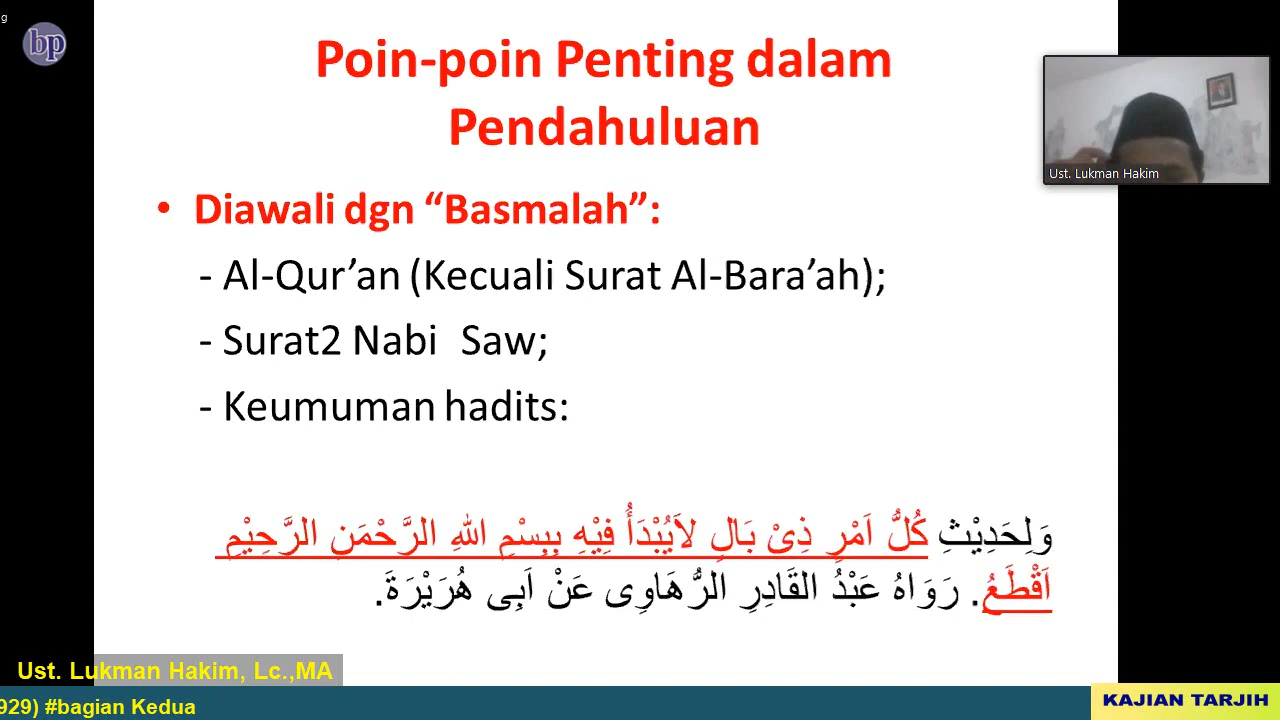 g
bp
Poin-poin Penting dalam
Pendahuluan
• Diawali dgn “Basmalah”:
- Al-Qur’an (Kecuali Surat Al-Bara’ah);
- Surat2 Nabi Saw;
- Keumuman hadits:
وَلِحَدِيْثِ كُلُّ اَمْرٍ ذِىْ بَالٍ لاَيُبْدَأُ فِيْهِ بِبِسْمِ اللهِ الرَّحْمَنِ الرَّحِيْمِ
اَقْطَعُ. رَوَاهُ عَبْدُ القَادِرِ الرُّهَاوِى عَنْ اَبِى هُرَيْرَةَ.
Ust. Lukman Hakim
Ust. Lukman Hakim, Lc.,MA
929) #bagian Kedua
KAJIAN TARJIH